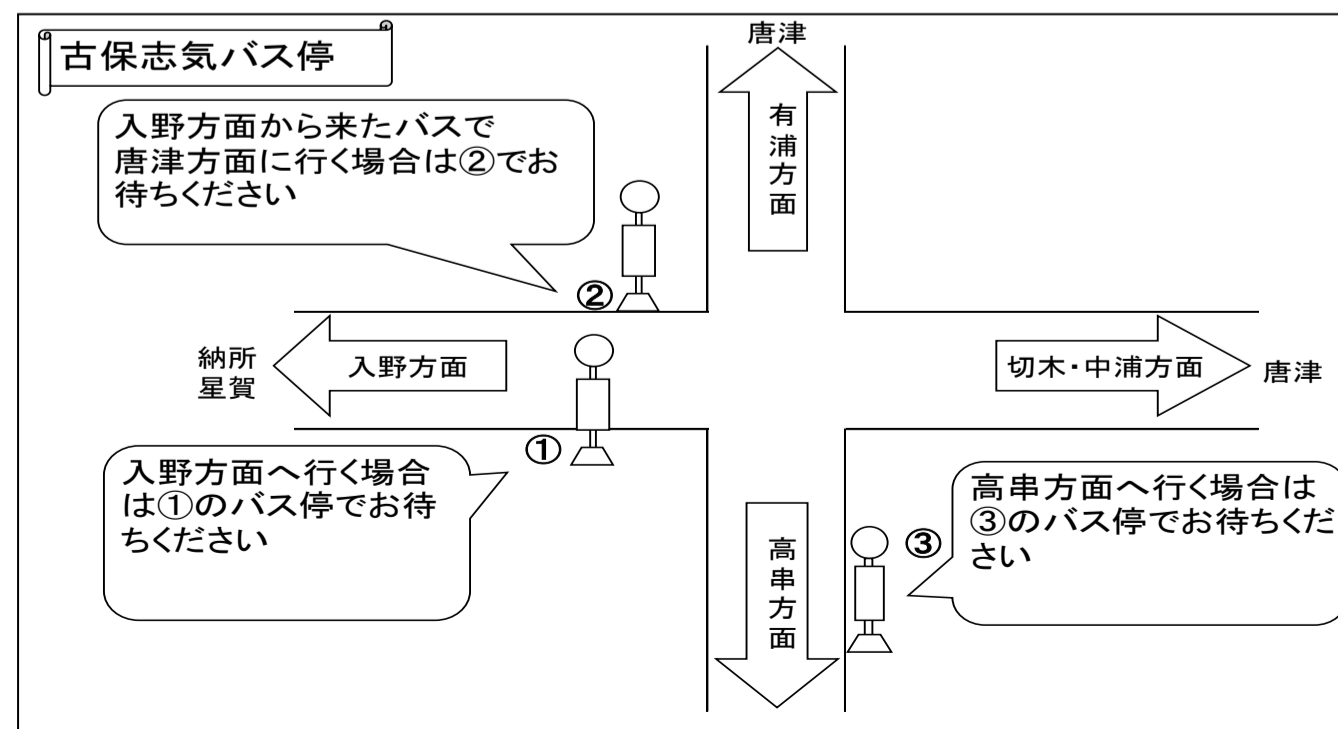 古保志気バス停
唐津
有浦方面
入野方面から来たバスで
唐津方面に行く場合は②でお
待ちください
②
納所
星賀
入野方面
切木・中浦方面
唐津
①
入野方面へ行く場合
は①のバス停でお待
ちください
高串方面
③
高串方面へ行く場合は
③のバス停でお待ちくだ
さい